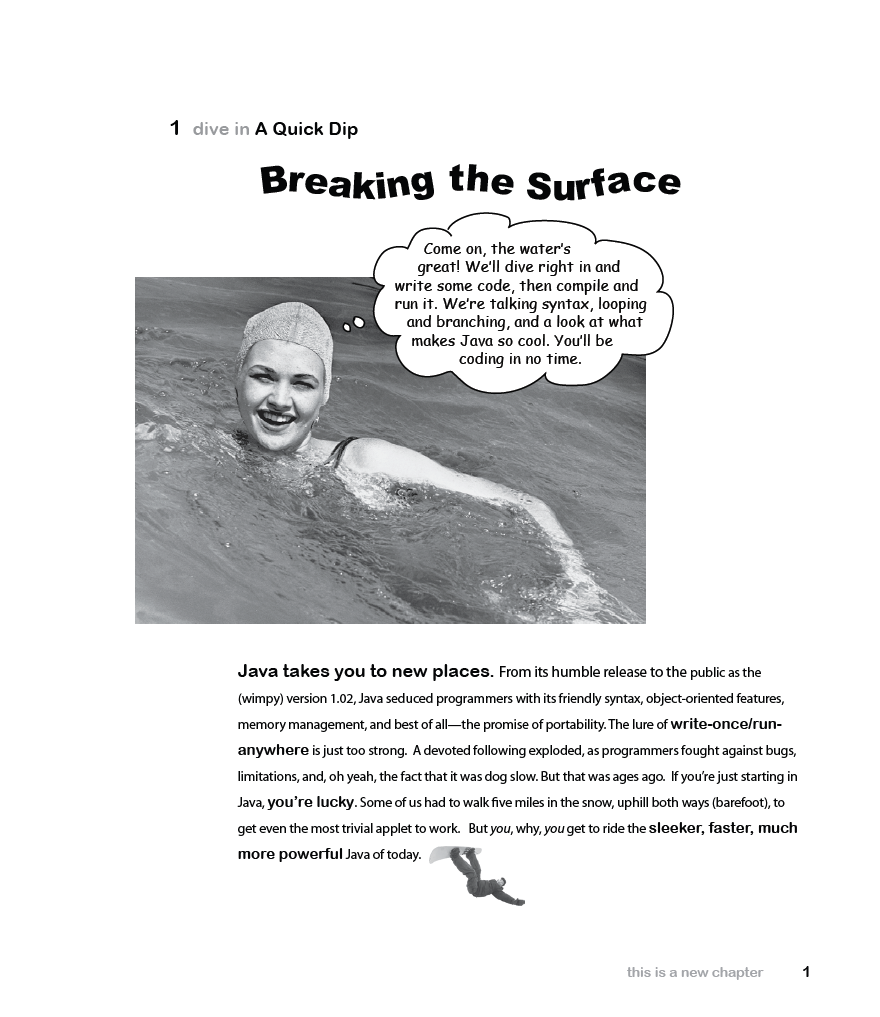 1 dive in A Quick Dip
Breaking the Surface
Come on, the water's
great! We'll dive right in and
write some code, then compile and
run it. We're talking syntax, looping
and branching, and a look at what
makes Java so cool. You'll be
coding in no time.
Java takes you to new places. From its humble release to the public as the
(wimpy) version 1.02, Java seduced programmers with its friendly syntax, object-oriented features,
memory management, and best of all—the promise of portability. The lure of write-once/run-
anywhere is just too strong. A devoted following exploded, as programmers fought against bugs,
limitations, and, oh yeah, the fact that it was dog slow. But that was ages ago. If you're just starting in
Java, you're lucky. Some of us had to walk five miles in the snow, uphill both ways (barefoot), to
get even the most trivial applet to work. But you, why, you get to ride the sleeker, faster, much
more powerful Java of today.
this is a new chapter 1